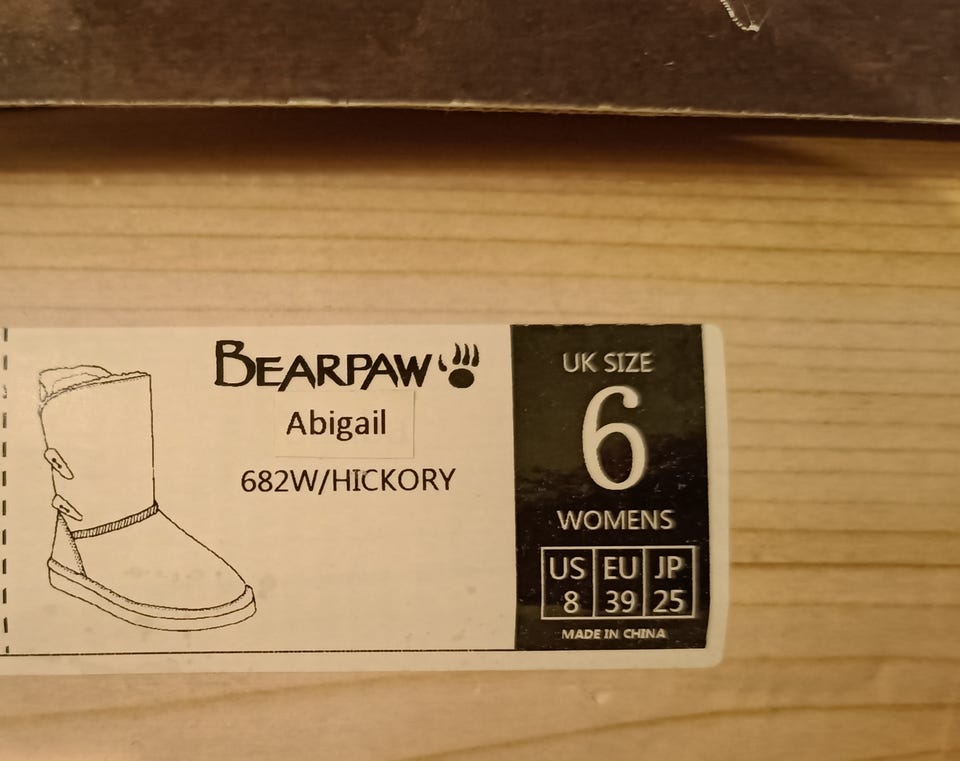 BEARPAW
Abigail
682W/HICKORY
UK SIZE
6
WOMENS
US EU JP
8 39 25
MADE IN CHINA